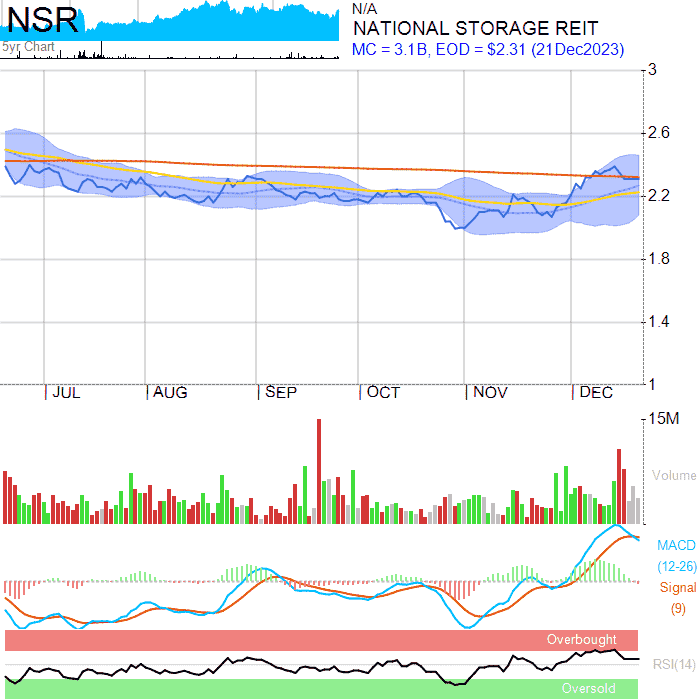 NSR
5yr Chart
N/A
NATIONAL STORAGE REIT
MC = 3.1B, EOD = $2.31 (21Dec2023)
3
2.6
2.2
1.8
1.4
1
JUL AUG SEP OCT NOV DEC
15M
Volume
MACD
(12-26)
Signal
(9)
Overbought
RSI(14)
Oversold